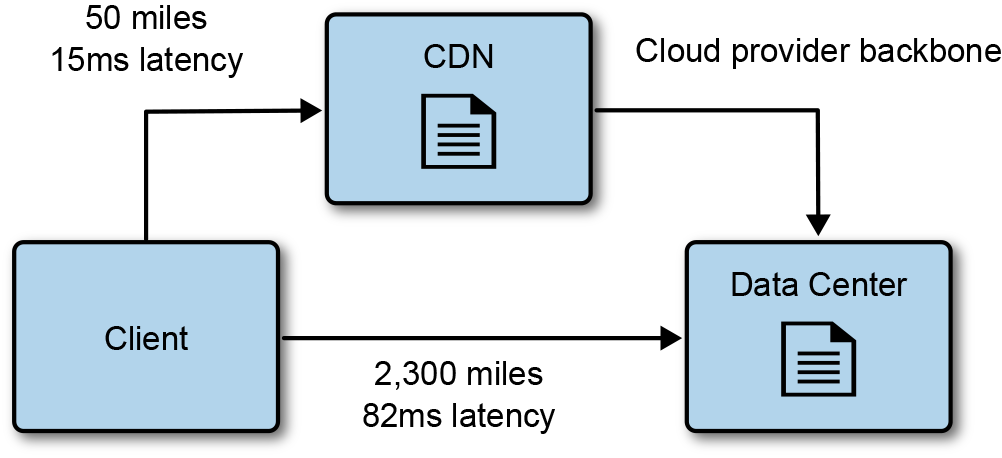 50 miles
15ms latency
CDN
Cloud provider backbone
Client
Data Center
2,300 miles
82ms latency